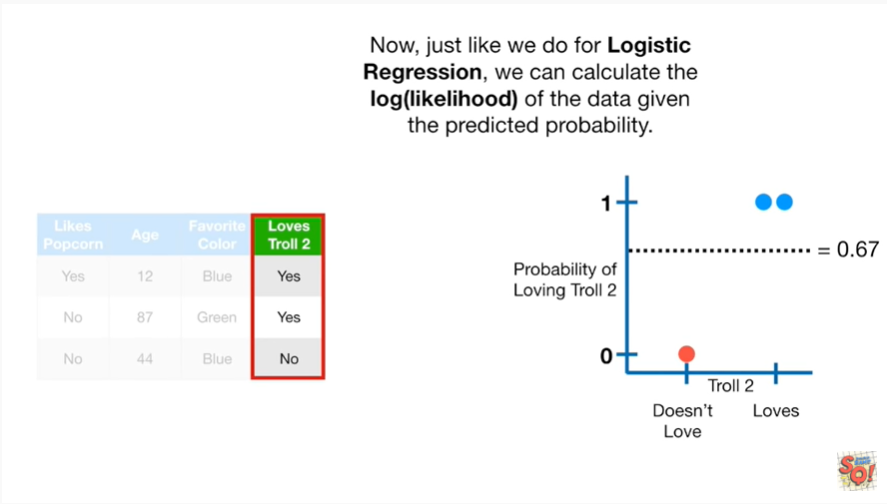 Now, just like we do for Logistic
Regression, we can calculate the
log(likelihood) of the data given
the predicted probability.
Likes Popcorn Age Favorite Color Loves Troll 2
Yes 12 Blue Yes
No 87 Green Yes
No 44 Blue No
1
= 0.67
Probability of
Loving Troll 2
0
Troll 2
Doesn't Love
Loves
SQ!